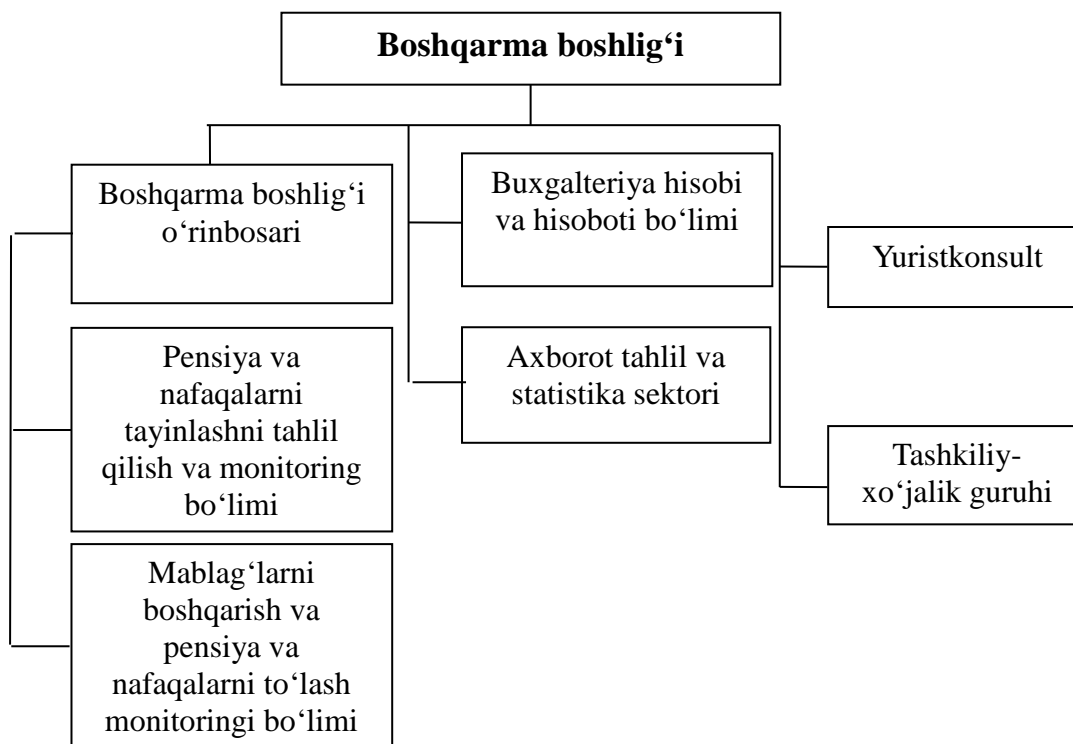 Boshqarma boshlig‘i
Boshqarma boshlig‘i
o‘rinbosari
Pensiya va
nafaqalarni
tayinlashni tahlil
qilish va monitoring
bo‘limi
Mablag‘larni
boshqarish va
pensiya va
nafaqalarni to‘lash
monitoringi bo‘limi
Buxgalteriya hisobi
va hisoboti bo‘limi
Axborot tahlil va
statistika sektori
Yuristkonsult
Tashkiliy-
xo‘jalik guruhi